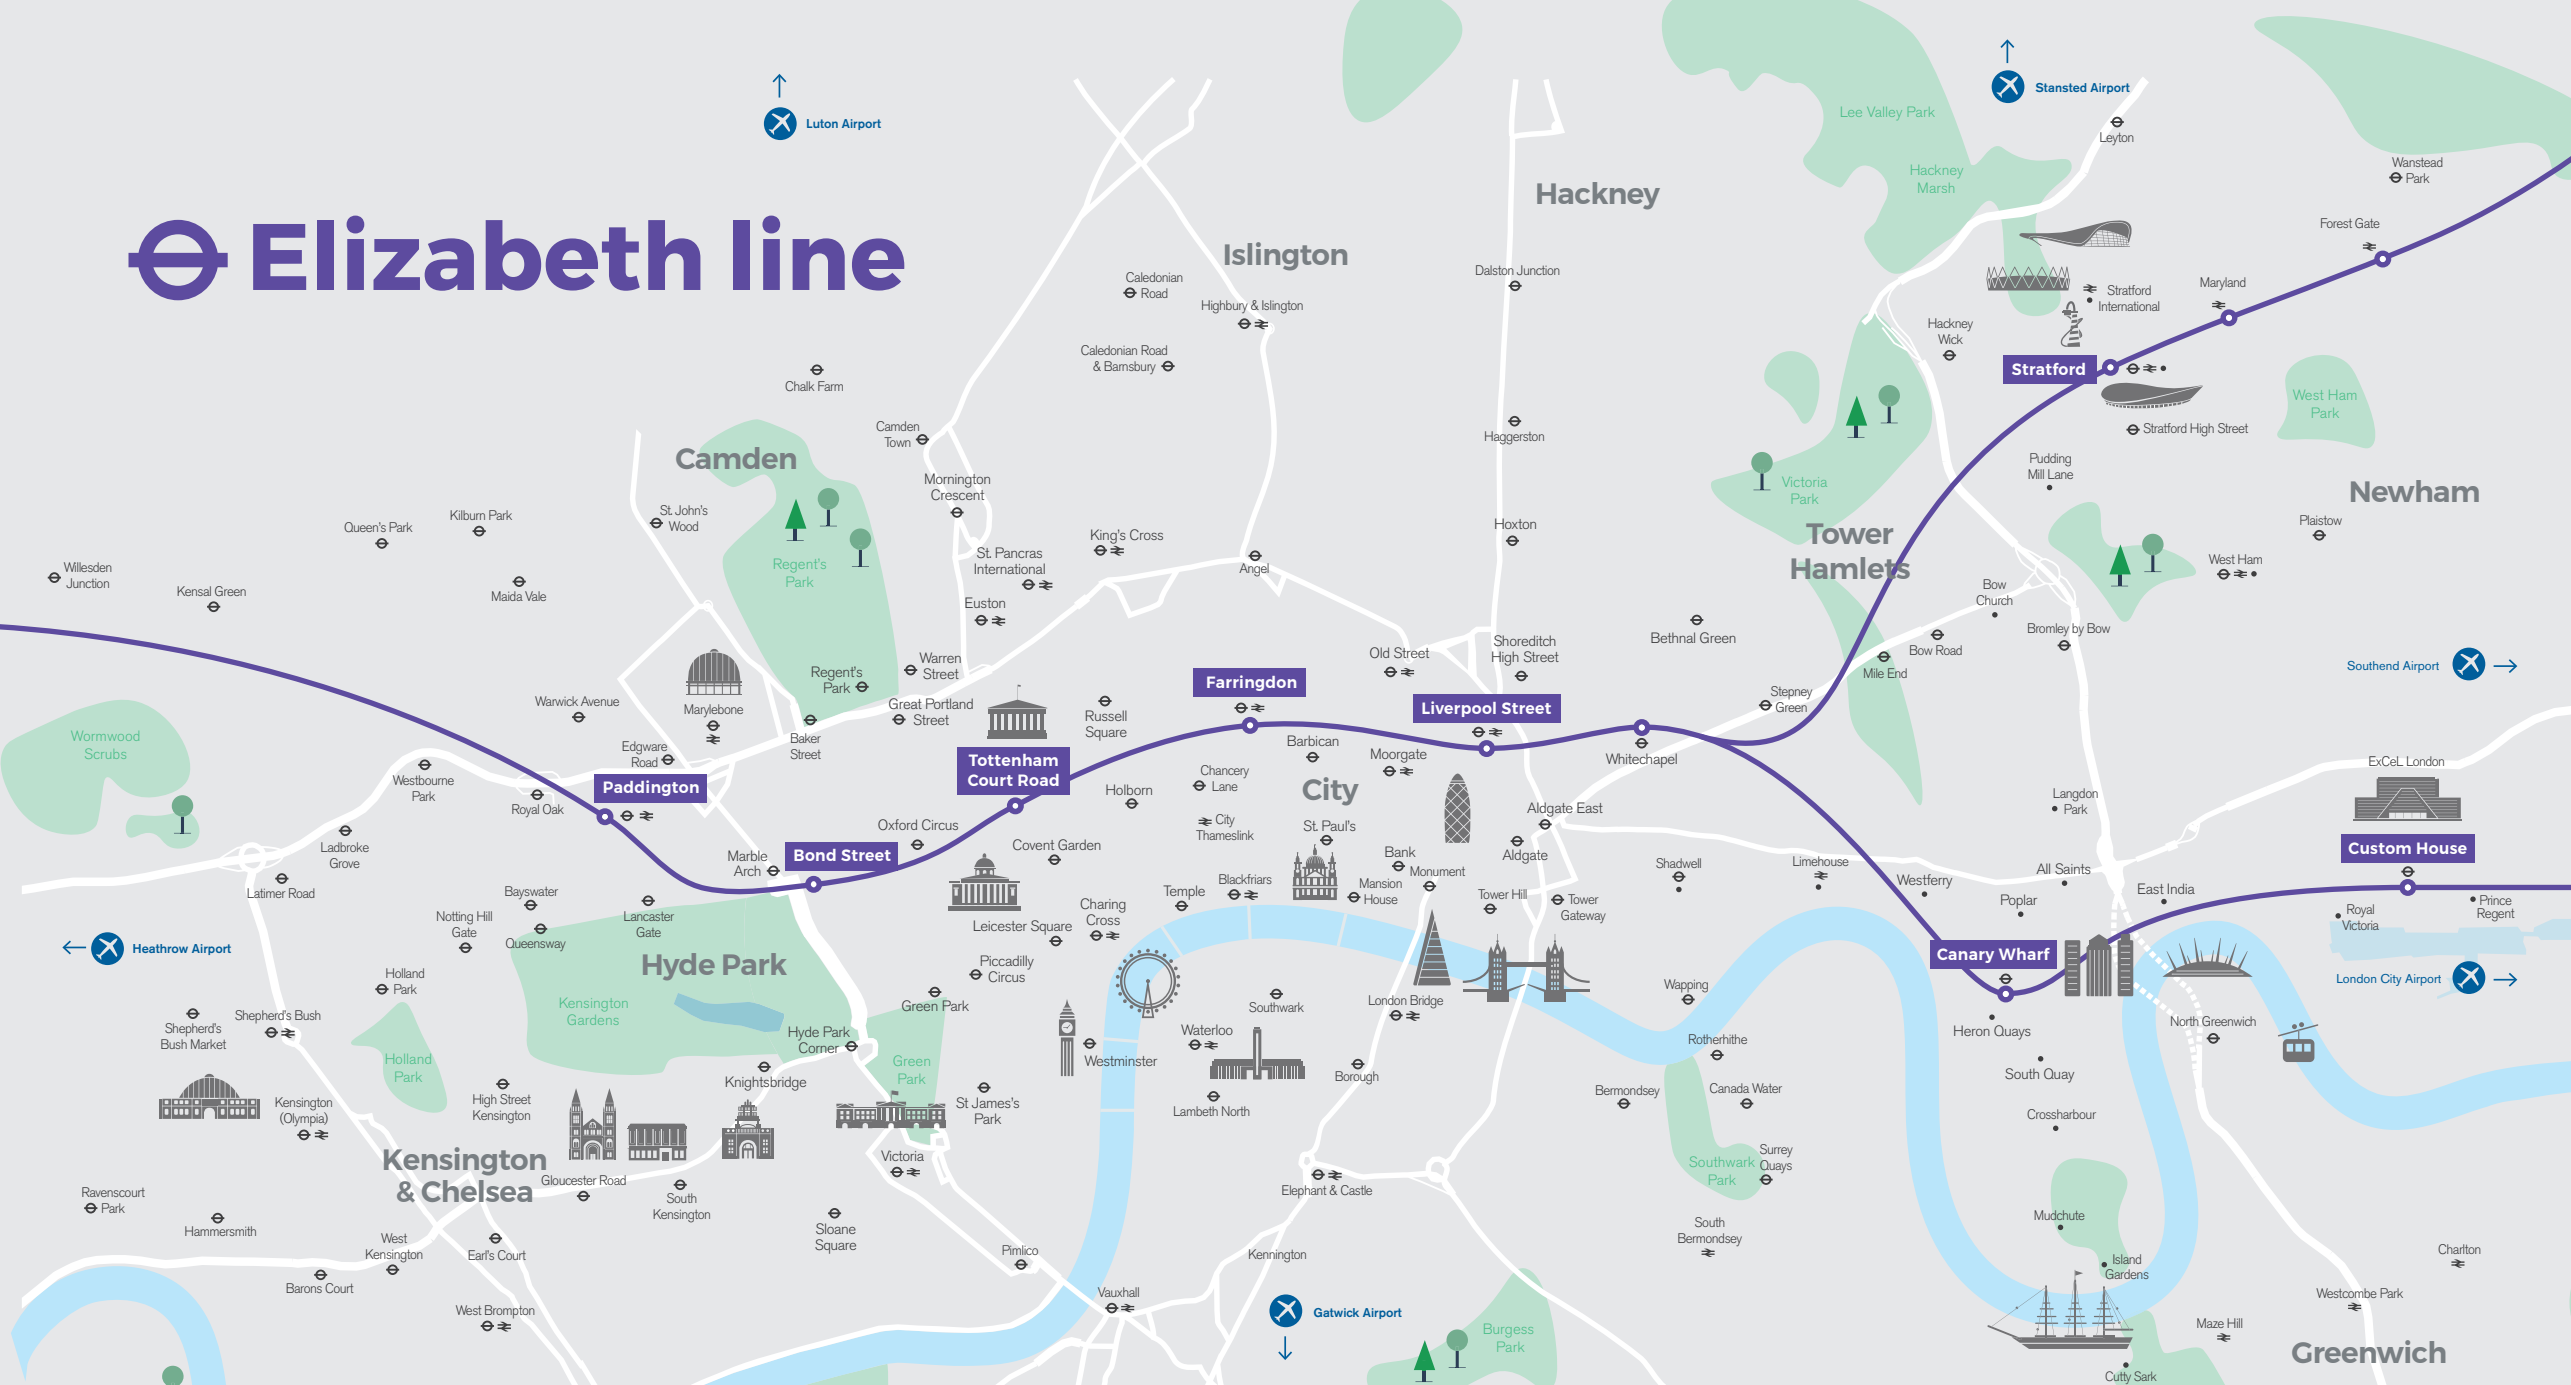 Luton Airport
Stansted Airport
Leyton
Lee Valley Park
Hackney
Marsh
Wanstead
Park
Hackney
Forest Gate
Elizabeth line
Islington
Caledonian
Road
Highbury & Islington
Dalston Junction
Stratford
International
Maryland
Hackney
Wick
Caledonian Road
& Barnsbury
Stratford
Chalk Farm
West Ham
Park
Camden
Town
Haggerston
Stratford High Street
Camden
Pudding
Mill Lane
Mornington
Crescent
Victoria
Park
Newham
St. John's
Wood
Queen's Park
Kilburn Park
King's Cross
Hoxton
Tower
Hamlets
Plaistow
St. Pancras
International
Angel
West Ham
Willesden
Junction
Regent's
Park
Kensal Green
Maida Vale
Euston
Bow
Church
Bromley by Bow
Bethnal Green
Shoreditch
High Street
Old Street
Bow Road
Mile End
Southend Airport
Warren
Street
Regent's
Park
Farringdon
Warwick Avenue
Marylebone
Great Portland
Street
Russell
Square
Liverpool Street
Stepney
Green
Wormwood
Scrubs
Edgware
Road
Baker
Street
Barbican
Moorgate
Whitechapel
Tottenham
Court Road
ExCeL London
Westbourne
Park
Royal Oak
Paddington
Chancery
Lane
Holborn
City
Langdon
Park
Aldgate East
City
Thameslink
St. Paul's
Oxford Circus
Covent Garden
Ladbroke
Grove
Marble
Arch
Bond Street
Bank
Aldgate
Custom House
Shadwell
Limehouse
Monument
All Saints
Latimer Road
Bayswater
Blackfriars
Mansion
House
Temple
Tower Hill
Tower
Gateway
Westferry
East India
Poplar
Prince
Regent
Royal
Victoria
Notting Hill
Gate
Queensway
Lancaster
Gate
Leicester Square
Charing
Cross
Heathrow Airport
Hyde Park
Piccadilly
Circus
Canary Wharf
London City Airport
Holland
Park
Kensington
Gardens
Green Park
Southwark
London Bridge
Wapping
Shepherd's
Bush Market
Shepherd's Bush
Hyde Park
Corner
Waterloo
Heron Quays
North Greenwich
Rotherhithe
Holland
Park
Green
Park
Westminster
Borough
South Quay
Knightsbridge
High Street
Kensington
Kensington
(Olympia)
St James's
Park
Lambeth North
Bermondsey
Canada Water
Crossharbour
Kensington
& Chelsea
Victoria
Southwark
Park
Surrey
Quays
Gloucester Road
South
Kensington
Elephant & Castle
Ravenscourt
Park
Hammersmith
Sloane
Square
South
Bermondsey
Mudchute
West
Kensington
Earl's Court
Pimlico
Kennington
Island
Gardens
Charlton
Barons Court
Vauxhall
Westcombe Park
West Brompton
Gatwick Airport
Burgess
Park
Maze Hill
Greenwich
Cutty Sark